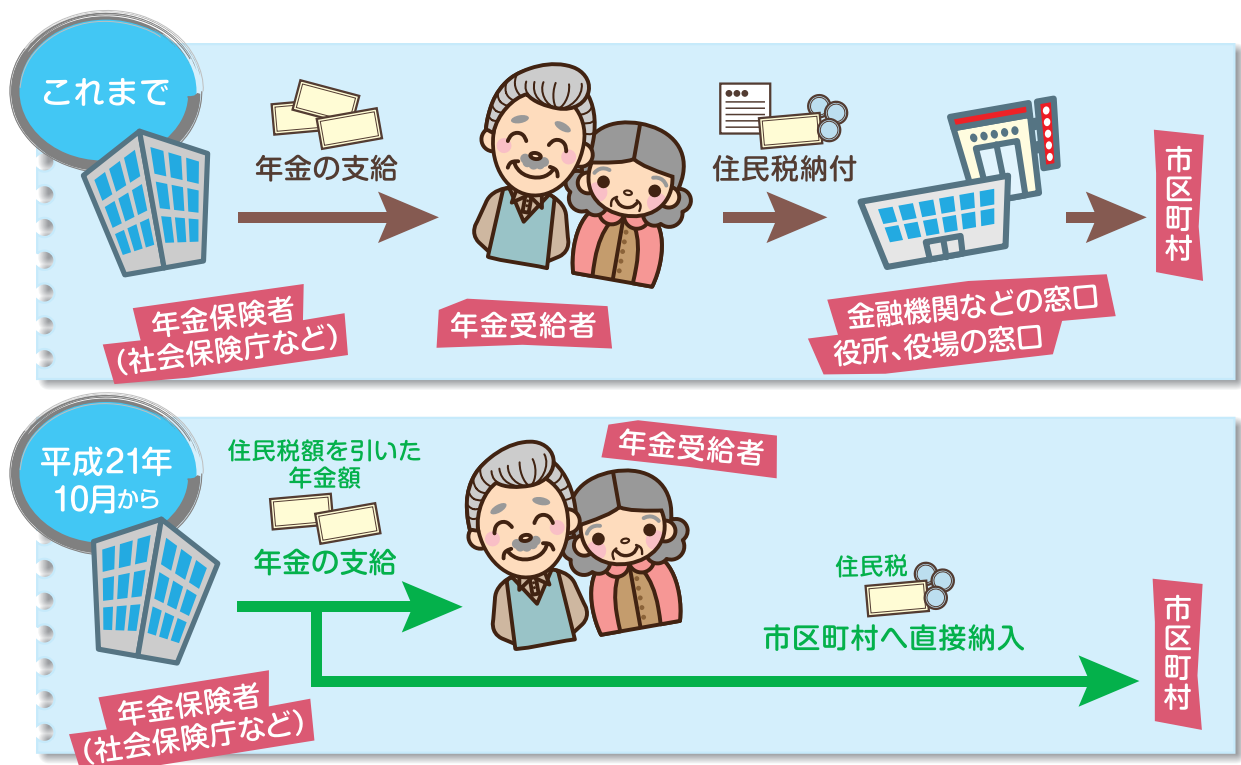 これまで
年金の支給
住民税納付
市区町村
年金保険者
(社会保険庁など)
年金受給者
金融機関などの窓口
役所、役場の窓口
平成21年
10月から
住民税額を引いた
年金額
年金の支給
年金受給者
住民税
市区町村へ直接納入
市区町村
年金保険者
(社会保険庁など)